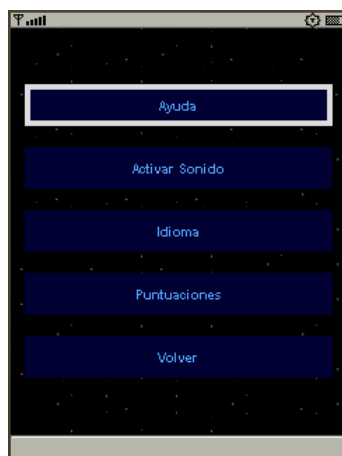 Ayuda
Activar Sonido
Idioma
Puntuaciones
Volver